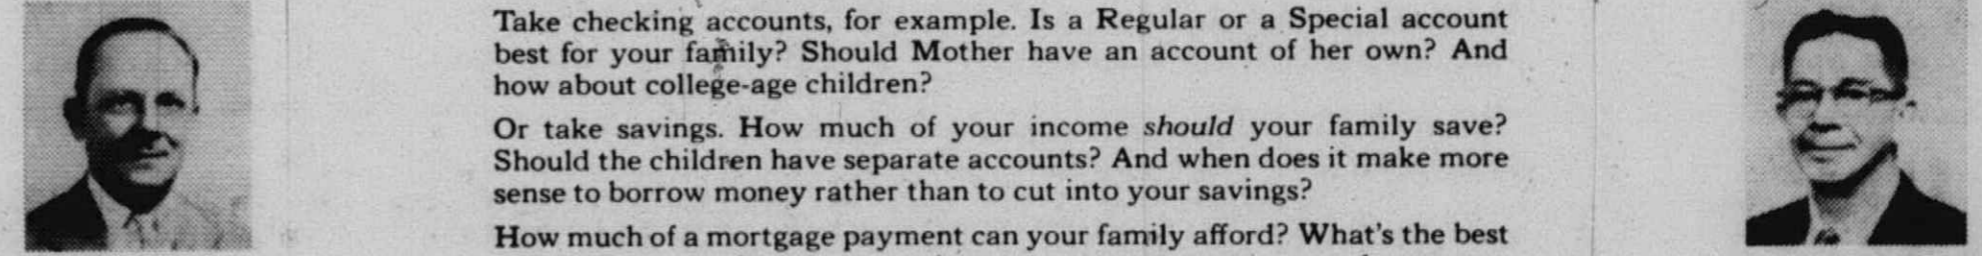 Take checking accounts, for example. Is a Regular or a Special account
best for your family? Should Mother have an account of her own? And
how about college-age children?
Or take savings. How much of your income should your family save?
Should the children have separate accounts? And when does it make more
sense to borrow money rather than to cut into your savings?
How much of a mortgage payment can your family afford? What's the best